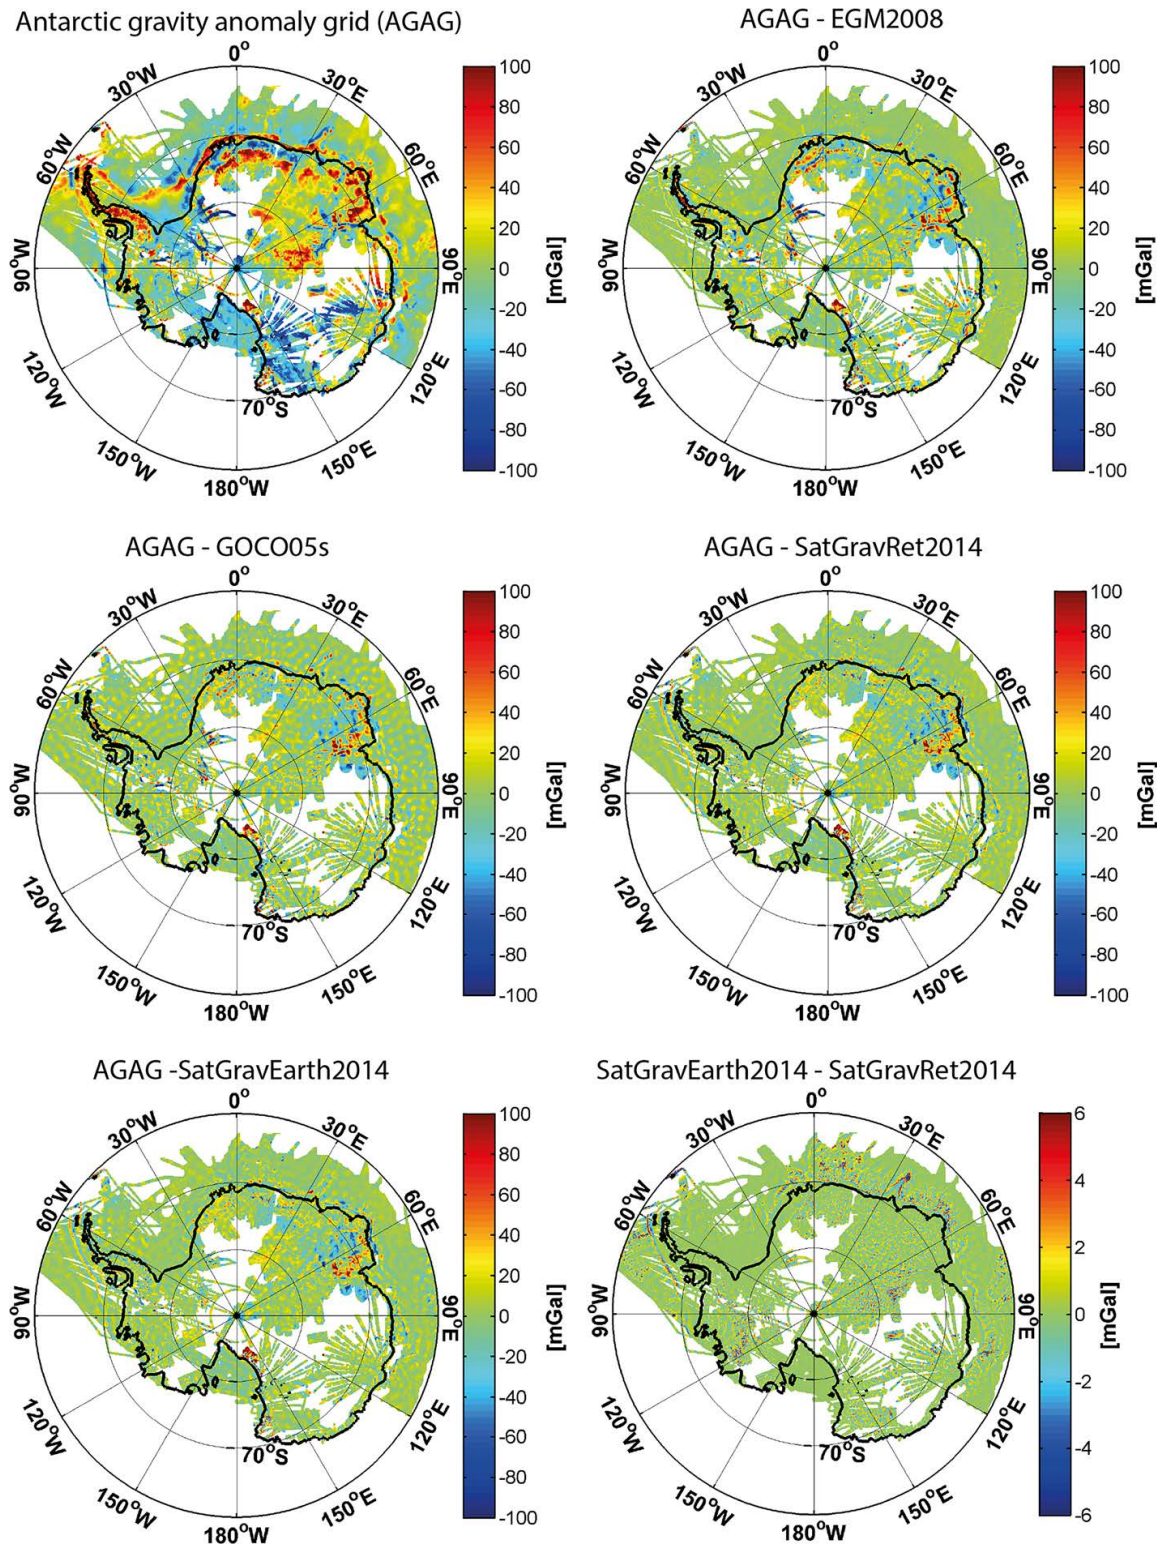 Antarctic gravity anomaly grid (AGAG)
0°
30°W
30°E
60°W
60°E
90°W
90°E
120°W
120°E
150°W
150°E
180°W
70°S
100
80
60
40
20
0
-20
-40
-60
-80
-100
[mGal]
AGAG - EGM2008
0°
30°W
30°E
60°W
60°E
90°W
90°E
120°W
120°E
150°W
150°E
180°W
70°S
100
80
60
40
20
0
-20
-40
-60
-80
-100
[mGal]
AGAG - GOCO05s
0°
30°W
30°E
60°W
60°E
90°W
90°E
120°W
120°E
150°W
150°E
180°W
70°S
100
80
60
40
20
0
-20
-40
-60
-80
-100
[mGal]
AGAG - SatGravRet2014
0°
30°W
30°E
60°W
60°E
90°W
90°E
120°W
120°E
150°W
150°E
180°W
70°S
100
80
60
40
20
0
-20
-40
-60
-80
-100
[mGal]
AGAG -SatGravEarth2014
0°
30°W
30°E
60°W
60°E
90°W
90°E
120°W
120°E
150°W
150°E
180°W
70°S
100
80
60
40
20
0
-20
-40
-60
-80
-100
[mGal]
SatGravEarth2014 - SatGravRet2014
0°
30°W
30°E
60°W
60°E
90°W
90°E
120°W
120°E
150°W
150°E
180°W
70°S
6
4
2
0
-2
-4
-6
[mGal]